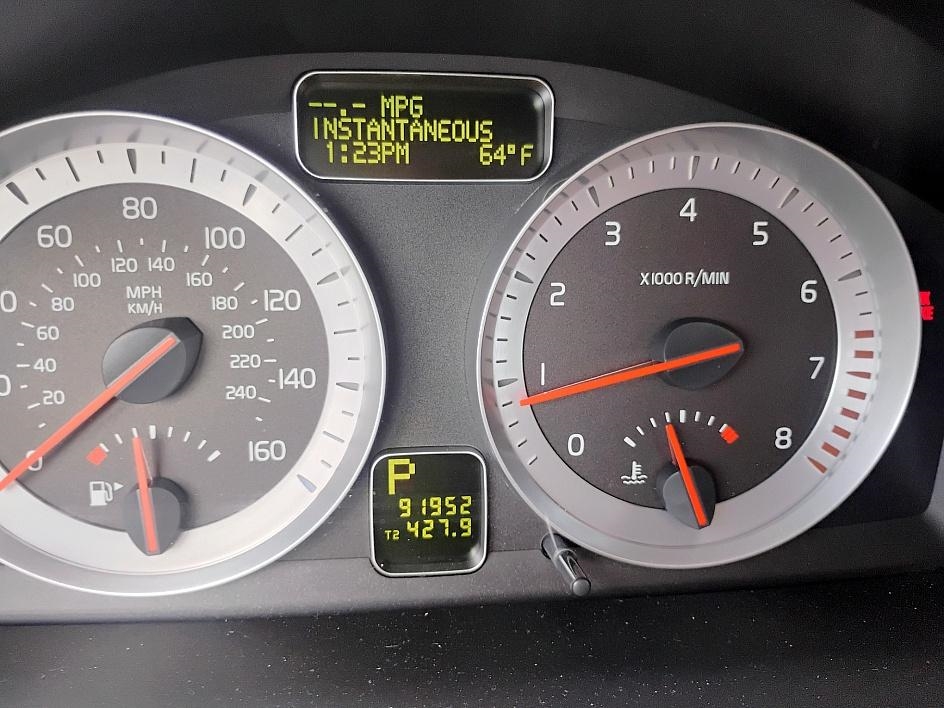 --.- MPG
INSTANTANEOUS
1:23PM 64°F
80
60 100
120 140
100 160
MPH
KM/H
80 180
120
60 200
40 220
140
20 240
0 160
P
91952
T2 427.9
4
3 5
X1000 R/MIN
2 6
1 7
0 8